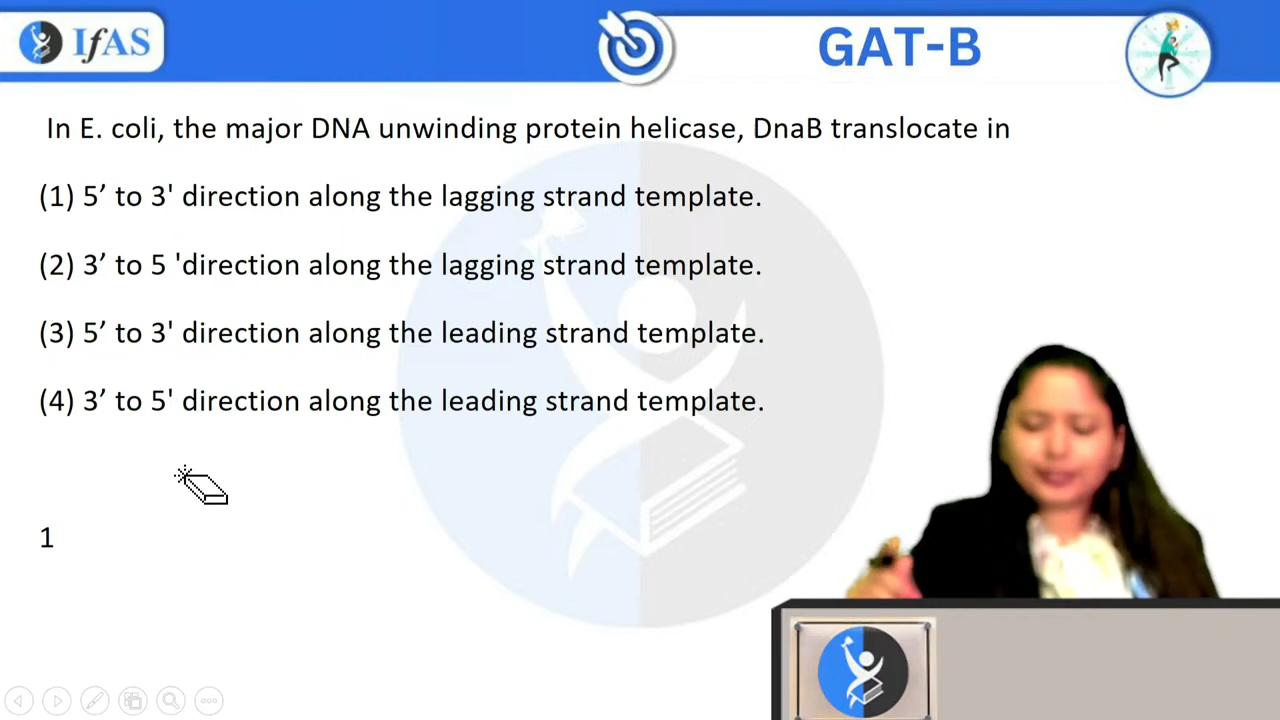 IfAS
GAT-B
In E. coli, the major DNA unwinding protein helicase, DnaB translocate in
(1) 5’ to 3' direction along the lagging strand template.
(2) 3’ to 5 'direction along the lagging strand template.
(3) 5’ to 3' direction along the leading strand template.
(4) 3’ to 5' direction along the leading strand template.
1